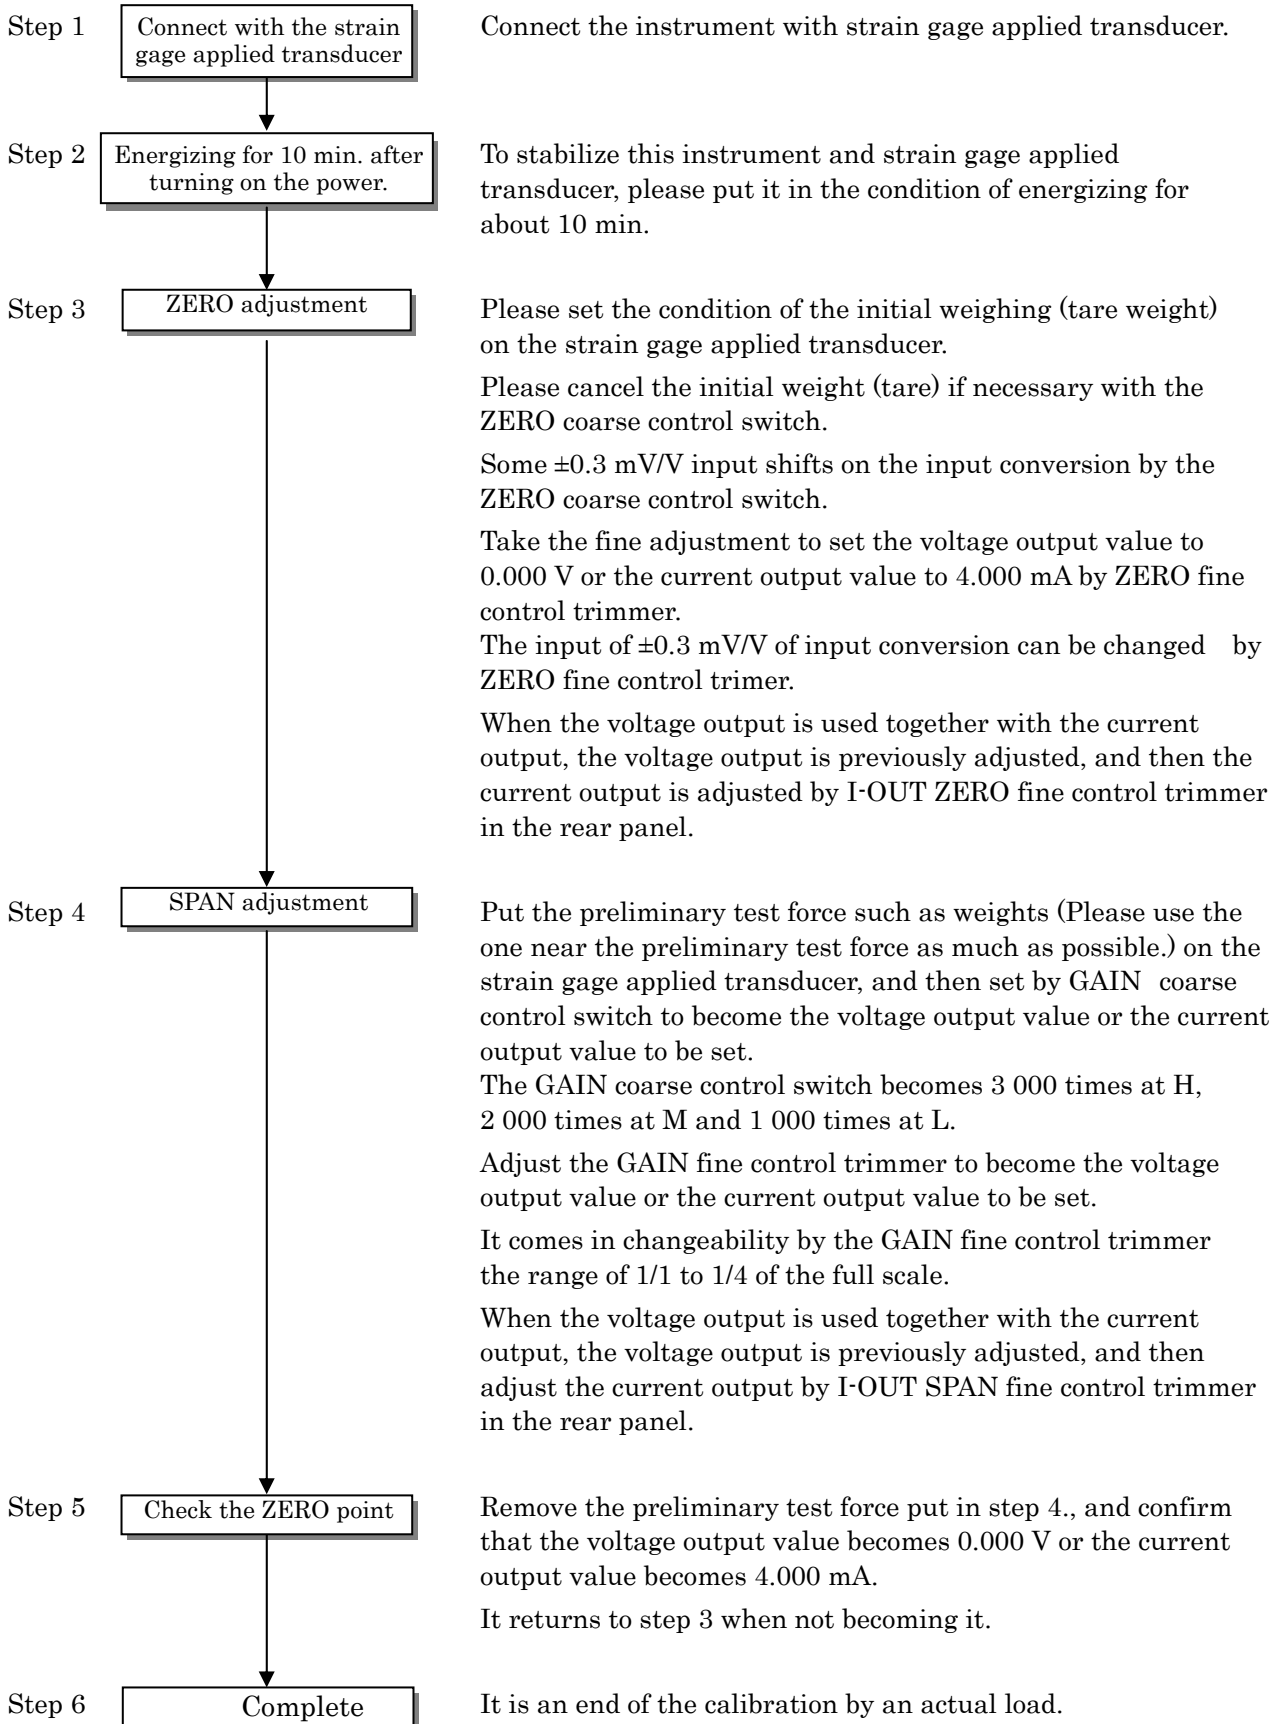 Step 1
Connect with the strain
gage applied transducer
Connect the instrument with strain gage applied transducer.
Step 2
Energizing for 10 min. after
turning on the power.
To stabilize this instrument and strain gage applied
transducer, please put it in the condition of energizing for
about 10 min.
Step 3
ZERO adjustment
Please set the condition of the initial weighing (tare weight)
on the strain gage applied transducer.
Please cancel the initial weight (tare) if necessary with the
ZERO coarse control switch.
Some ±0.3 mV/V input shifts on the input conversion by the
ZERO coarse control switch.
Take the fine adjustment to set the voltage output value to
0.000 V or the current output value to 4.000 mA by ZERO fine
control trimmer.
The input of ±0.3 mV/V of input conversion can be changed by
ZERO fine control trimer.
When the voltage output is used together with the current
output, the voltage output is previously adjusted, and then the
current output is adjusted by I-OUT ZERO fine control trimmer
in the rear panel.
Step 4
SPAN adjustment
Put the preliminary test force such as weights (Please use the
one near the preliminary test force as much as possible.) on the
strain gage applied transducer, and then set by GAIN coarse
control switch to become the voltage output value or the current
output value to be set.
The GAIN coarse control switch becomes 3 000 times at H,
2 000 times at M and 1 000 times at L.
Adjust the GAIN fine control trimmer to become the voltage
output value or the current output value to be set.
It comes in changeability by the GAIN fine control trimmer
the range of 1/1 to 1/4 of the full scale.
When the voltage output is used together with the current
output, the voltage output is previously adjusted, and then
adjust the current output by I-OUT SPAN fine control trimmer
in the rear panel.
Step 5
Check the ZERO point
Remove the preliminary test force put in step 4., and confirm
that the voltage output value becomes 0.000 V or the current
output value becomes 4.000 mA.
It returns to step 3 when not becoming it.
Step 6
Complete
It is an end of the calibration by an actual load.